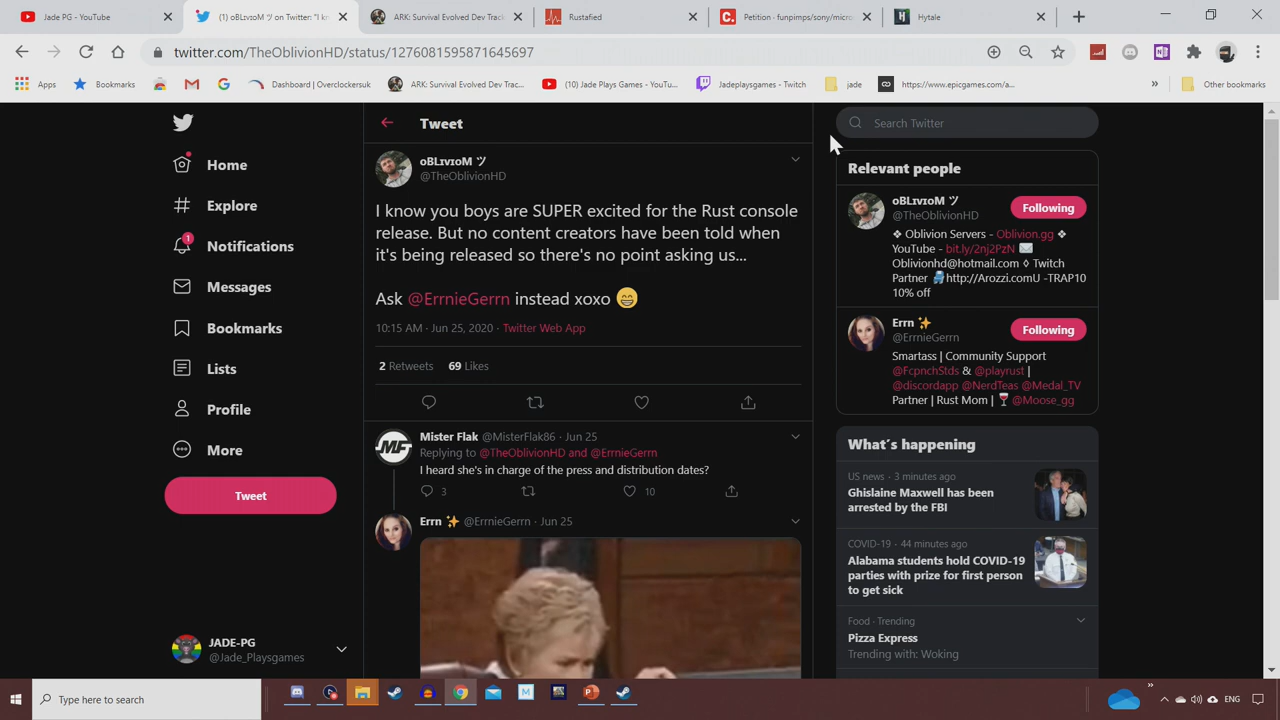 Jade PG - YouTube
(1) oBLɪvɪoM ツ on Twitter: "I kn
ARK: Survival Evolved Dev Track
Rustafied
Petition · funpimps/sony/micro
Hytale
twitter.com/TheOblivionHD/status/1276081595871645697
Apps
Bookmarks
Dashboard | Overclockersuk
ARK: Survival Evolved Dev Trac...
(10) Jade Plays Games - YouTu...
Jadeplaysgames - Twitch
jade
https://www.epicgames.com/a...
»
Other bookmarks
Home
Explore
1
Notifications
Messages
Bookmarks
Lists
Profile
More
Tweet
JADE-PG
@Jade_Playsgames
Tweet
oBLɪvɪoM ツ
@TheOblivionHD
I know you boys are SUPER excited for the Rust console
release. But no content creators have been told when
it's being released so there's no point asking us...
Ask @ErrnieGerrn instead xoxo 😁
10:15 AM · Jun 25, 2020 · Twitter Web App
2 Retweets 69 Likes
Mister Flak @MisterFlak86 · Jun 25
Replying to @TheOblivionHD and @ErrnieGerrn
I heard she's in charge of the press and distribution dates?
3 10
Errn ✨ @ErrnieGerrn · Jun 25
Search Twitter
Relevant people
oBLɪvɪoM ツ
@TheOblivionHD
Following
❖ Oblivion Servers - Oblivion.gg ❖
YouTube - bit.ly/2nj2PzN ✉️
Oblivionhd@hotmail.com ◊ Twitch
Partner 👖http://Arozzi.comU -TRAP10
10% off
Errn ✨
@ErrnieGerrn
Following
Smartass | Community Support
@FcpnchStds & @playrust |
@discordapp @NerdTeas @Medal_TV
Partner | Rust Mom | 🍷 @Moose_gg
What's happening
US news · 3 minutes ago
Ghislaine Maxwell has been
arrested by the FBI
COVID-19 · 44 minutes ago
Alabama students hold COVID-19
parties with prize for first person
to get sick
Food · Trending
Pizza Express
Trending with: Woking
Type here to search
»
ENG